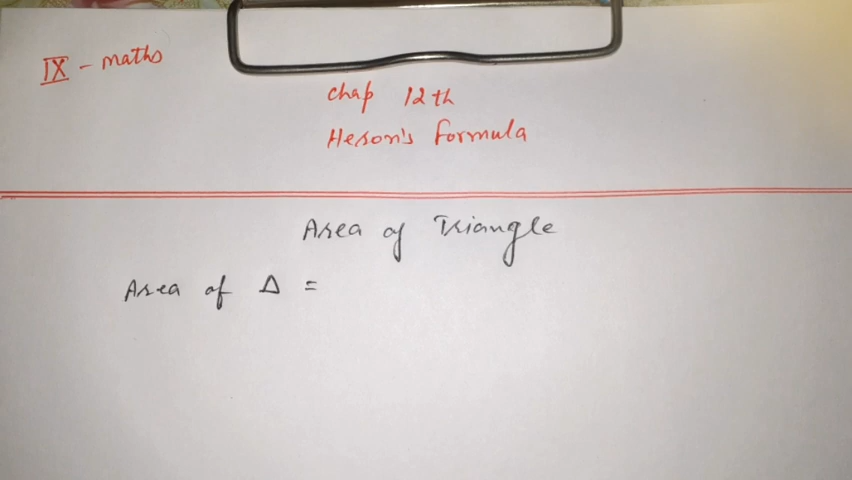 IX - maths
chap 12th
Heron's formula
Area of Triangle
Area of Δ =